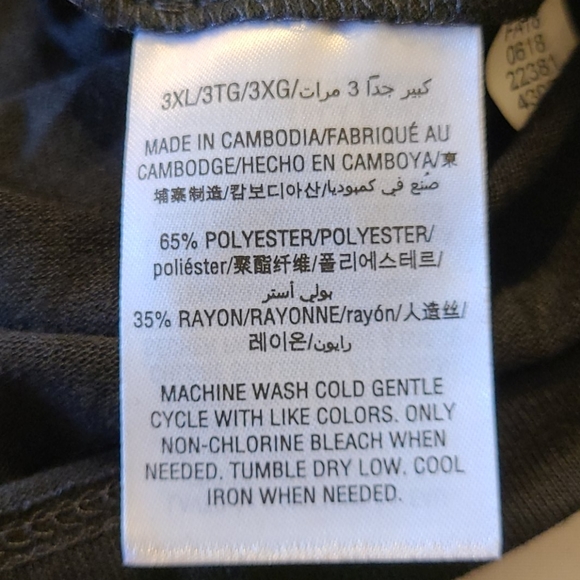 3XL/3TG/3XG/كبير جدًا 3 مرات
MADE IN CAMBODIA/FABRIQUÉ AU
CAMBODGE/HECHO EN CAMBOYA/東
埔寨制造/캄보디아산/صُنع في كمبوديا
65% POLYESTER/POLYESTER/
poliéster/聚酯纤维/폴리에스테르/
بولي أستر
35% RAYON/RAYONNE/rayón/人造丝/
레이온/رايون
MACHINE WASH COLD GENTLE
CYCLE WITH LIKE COLORS. ONLY
NON-CHLORINE BLEACH WHEN
NEEDED. TUMBLE DRY LOW. COOL
IRON WHEN NEEDED.
0618